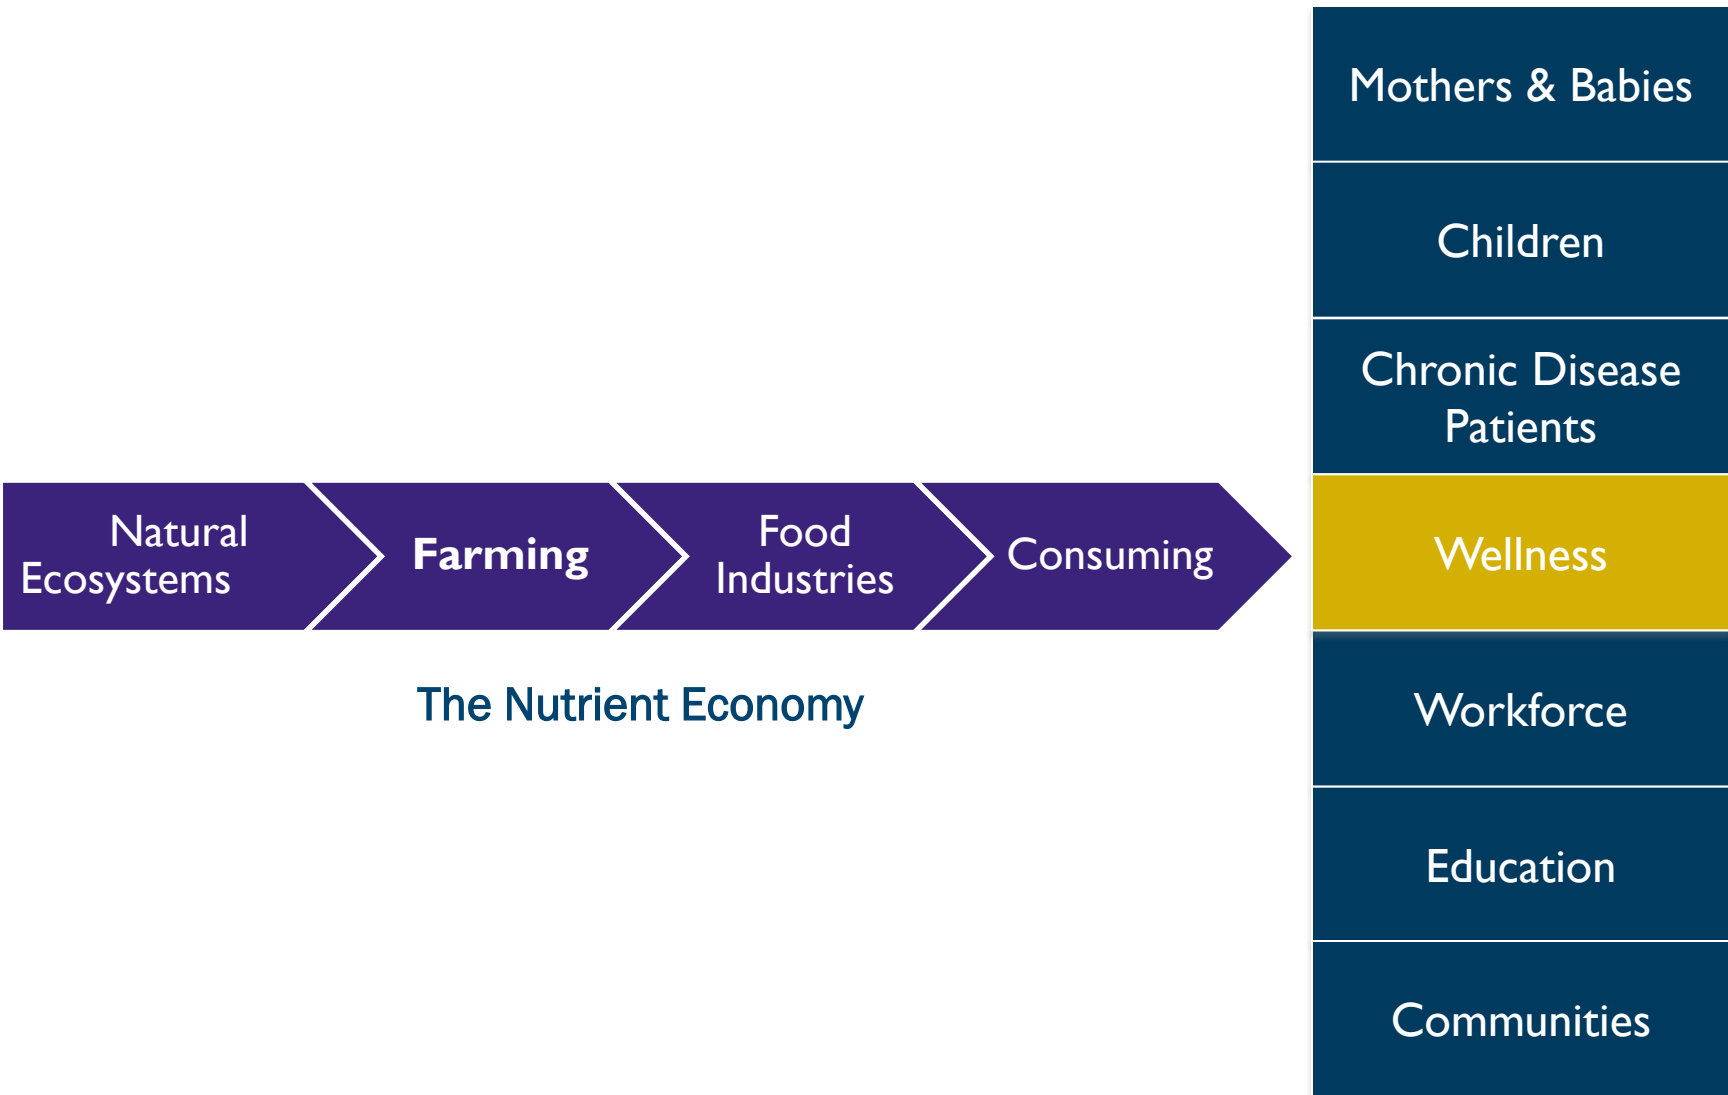 Natural
Ecosystems
Farming
Food
Industries
Consuming
The Nutrient Economy
Mothers & Babies
Children
Chronic Disease
Patients
Wellness
Workforce
Education
Communities